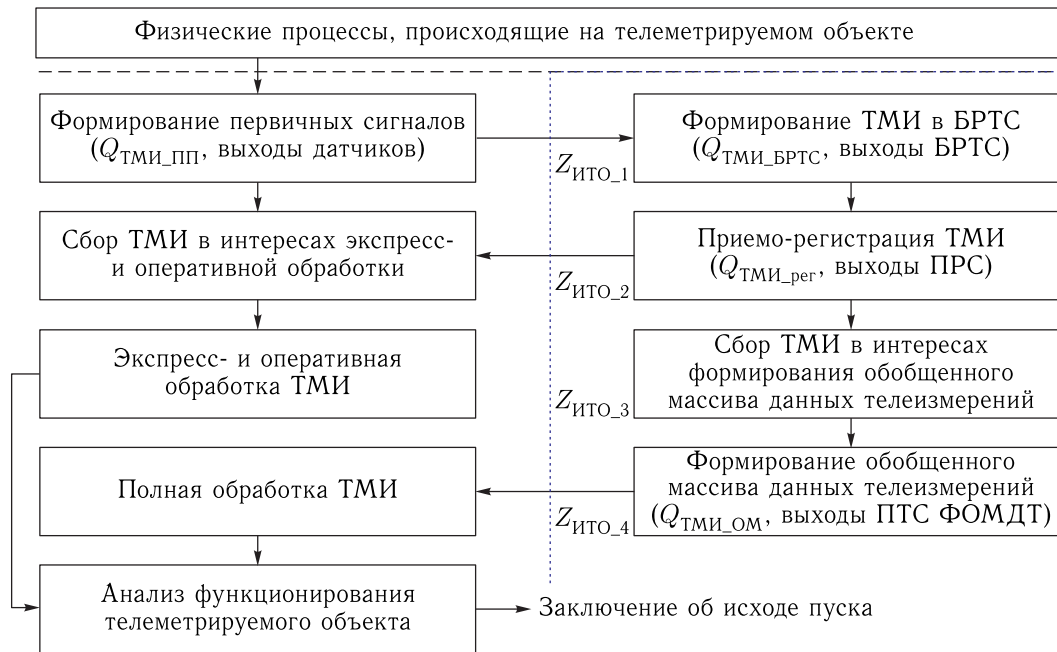 Физические процессы, происходящие на телеметрируемом объекте
Формирование первичных сигналов
(Q_ТМИ_ПП, выходы датчиков)
Формирование ТМИ в БРТС
(Q_ТМИ_БРТС, выходы БРТС)
Z_ИТО_1
Сбор ТМИ в интересах экспресс-
и оперативной обработки
Приемо-регистрация ТМИ
(Q_ТМИ_рег, выходы ПРС)
Z_ИТО_2
Экспресс- и оперативная
обработка ТМИ
Сбор ТМИ в интересах
формирования обобщенного
массива данных телеизмерений
Z_ИТО_3
Полная обработка ТМИ
Формирование обобщенного
массива данных телеизмерений
(Q_ТМИ_ОМ, выходы ПТС ФОМДТ)
Z_ИТО_4
Анализ функционирования
телеметрируемого объекта
Заключение об исходе пуска